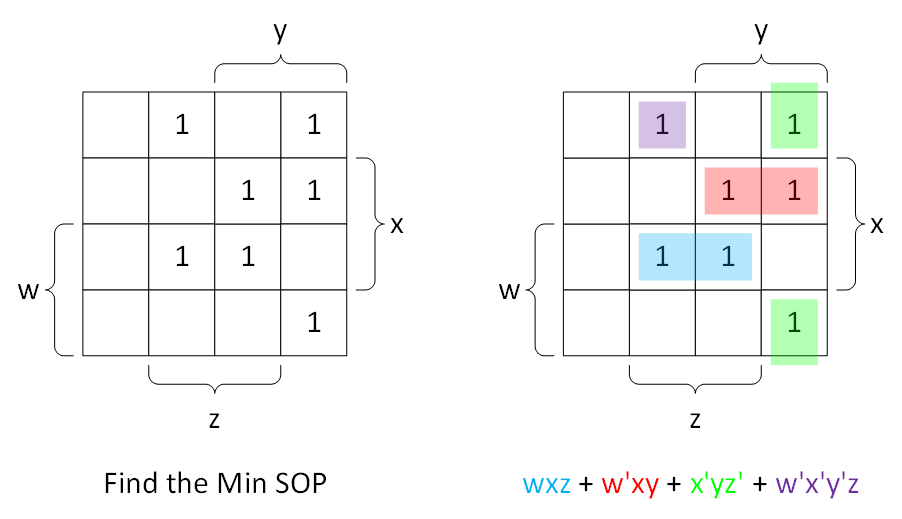 y
1 1
1 1
x
1 1
w
1
z
Find the Min SOP
y
1 1
1 1
x
1 1
w
1
z
wxz + w'xy + x'yz' + w'x'y'z